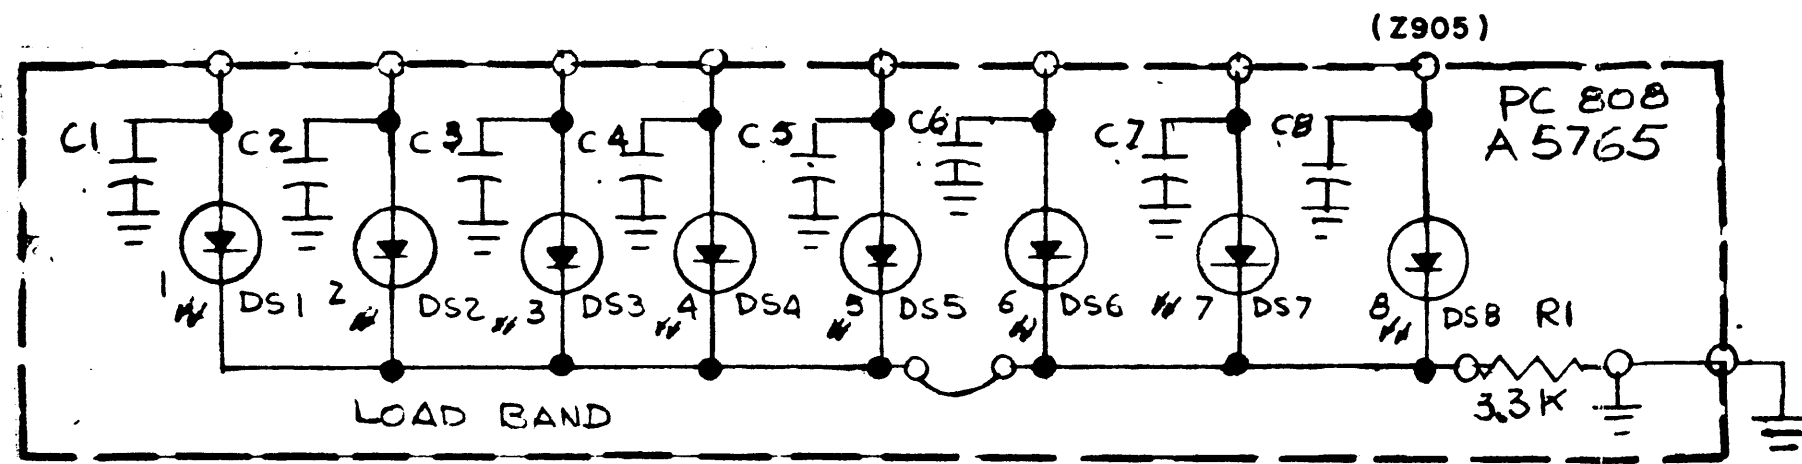 (Z905)
PC 808
A 5765
C1
C2
C3
C4
C5
C6
C7
C8
1
DS1
2
DS2
3
DS3
4
DS4
5
DS5
6
DS6
7
DS7
8
DS8
R1
3.3K
LOAD BAND